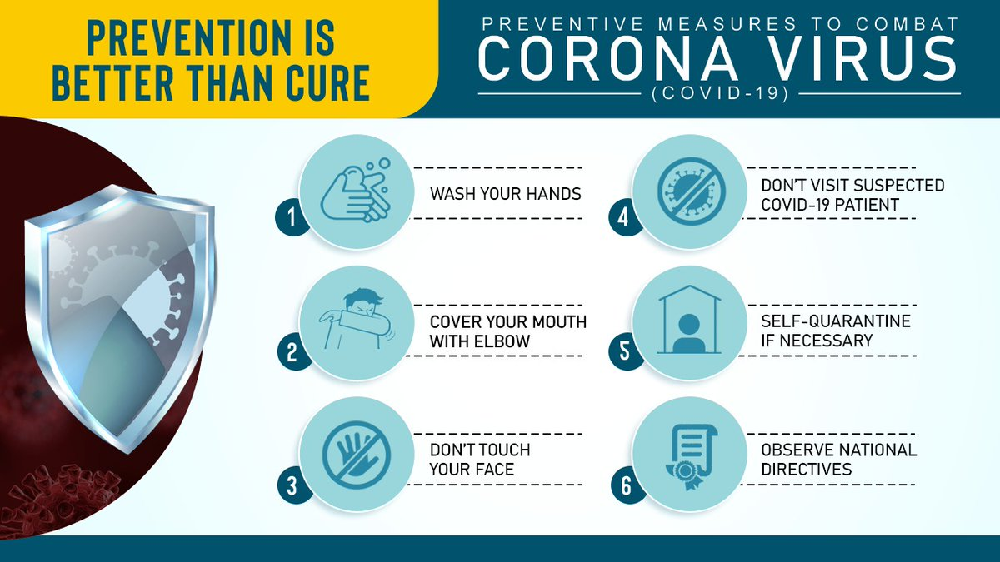 PREVENTION IS
BETTER THAN CURE
PREVENTIVE MEASURES TO COMBAT
CORONA VIRUS
(COVID-19)
1
WASH YOUR HANDS
2
COVER YOUR MOUTH
WITH ELBOW
3
DON'T TOUCH
YOUR FACE
4
DON'T VISIT SUSPECTED
COVID-19 PATIENT
5
SELF-QUARANTINE
IF NECESSARY
6
OBSERVE NATIONAL
DIRECTIVES